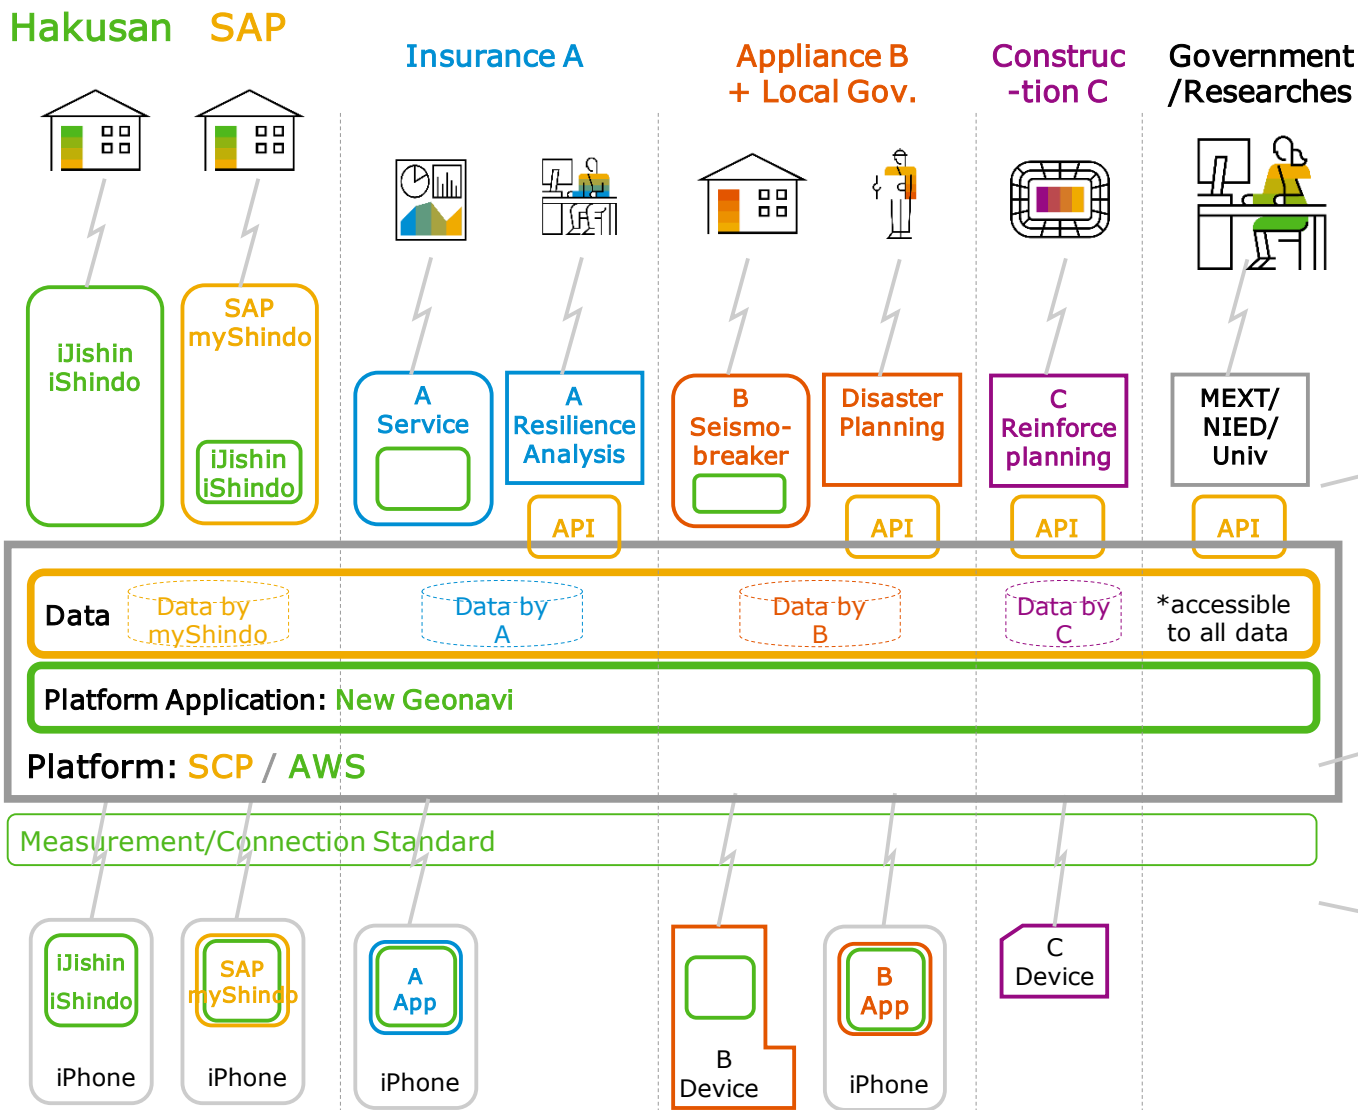 Hakusan SAP
Insurance A
Appliance B
+ Local Gov.
Construc
-tion C
Government
/Researches
iJishin
iShindo
SAP
myShindo
iJishin
iShindo
A
Service
A
Resilience
Analysis
B
Seismo-
breaker
Disaster
Planning
C
Reinforce
planning
MEXT/
NIED/
Univ
API
API
API
API
Data
Data by
myShindo
Data by
A
Data by
B
Data by
C
*accessible
to all data
Platform Application: New Geonavi
Platform: SCP / AWS
Measurement/Connection Standard
iJishin
iShindo
iPhone
SAP
myShindo
iPhone
A
App
iPhone
B
Device
B
App
iPhone
C
Device